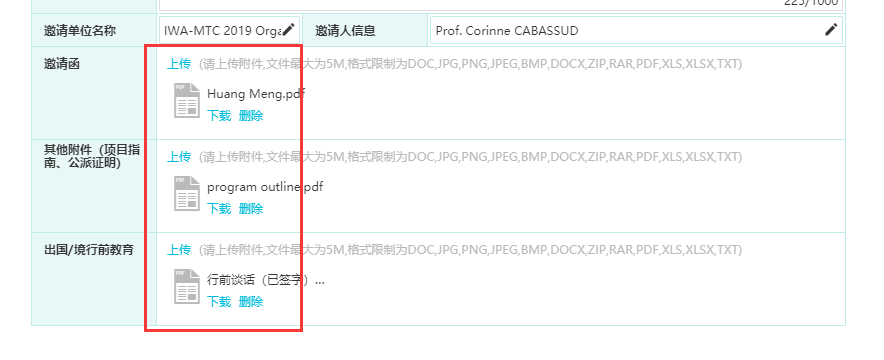 225/1000
邀请单位名称
IWA-MTC 2019 Orga
邀请人信息
Prof. Corinne CABASSUD
邀请函
上传 (请上传附件,文件最大为5M,格式限制为DOC,JPG,PNG,JPEG,BMP,DOCX,ZIP,RAR,PDF,XLS,XLSX,TXT)
PDF
Huang Meng.pdf
下载 删除
其他附件（项目指
南、公派证明)
上传 (请上传附件,文件最大为5M,格式限制为DOC,JPG,PNG,JPEG,BMP,DOCX,ZIP,RAR,PDF,XLS,XLSX,TXT)
PDF
program outline.pdf
下载 删除
出国/境行前教育
上传 (请上传附件,文件最大为5M,格式限制为DOC,JPG,PNG,JPEG,BMP,DOCX,ZIP,RAR,PDF,XLS,XLSX,TXT)
PDF
行前谈话（已签字）...
下载 删除